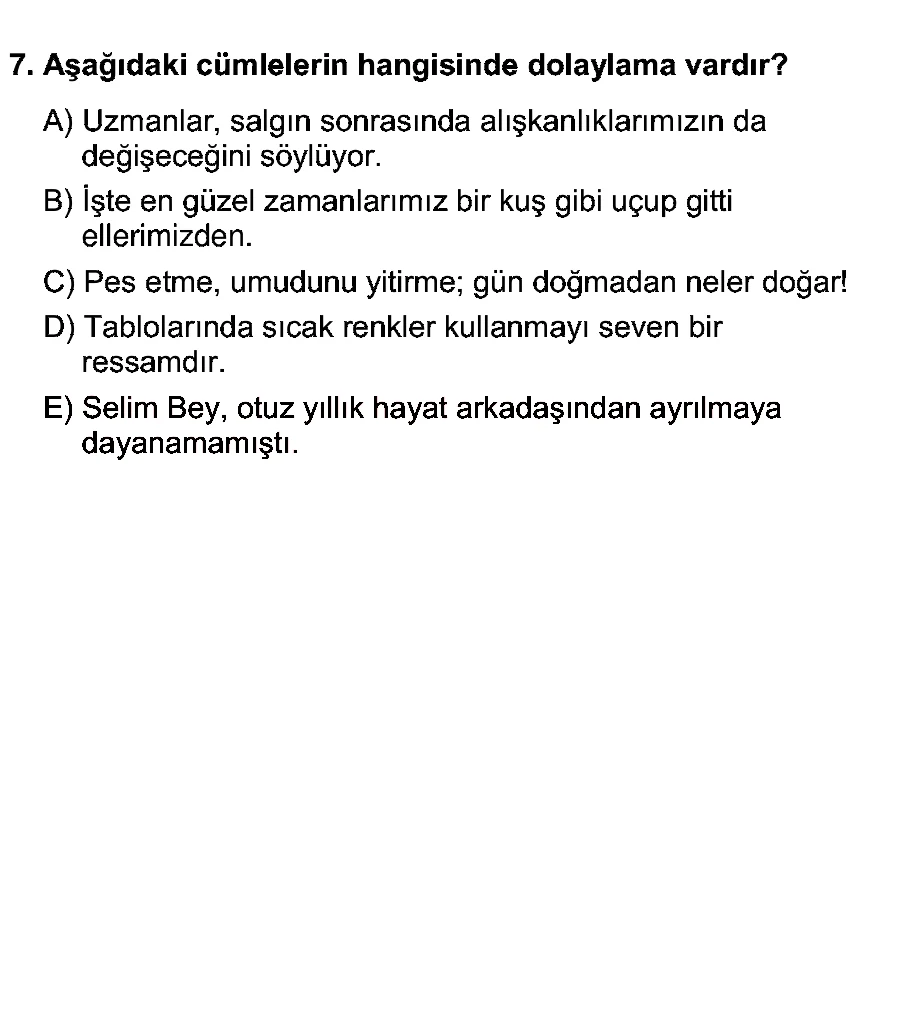 7. Aşağıdaki cümlelerin hangisinde dolaylama vardır?
A) Uzmanlar, salgın sonrasında alışkanlıklarımızın da
değişeceğini söylüyor.
B) İşte en güzel zamanlarımız bir kuş gibi uçup gitti
ellerimizden.
C) Pes etme, umudunu yitirme; gün doğmadan neler doğar!
D) Tablolarında sıcak renkler kullanmayı seven bir
ressamdır.
E) Selim Bey, otuz yıllık hayat arkadaşından ayrılmaya
dayanamamıştı.